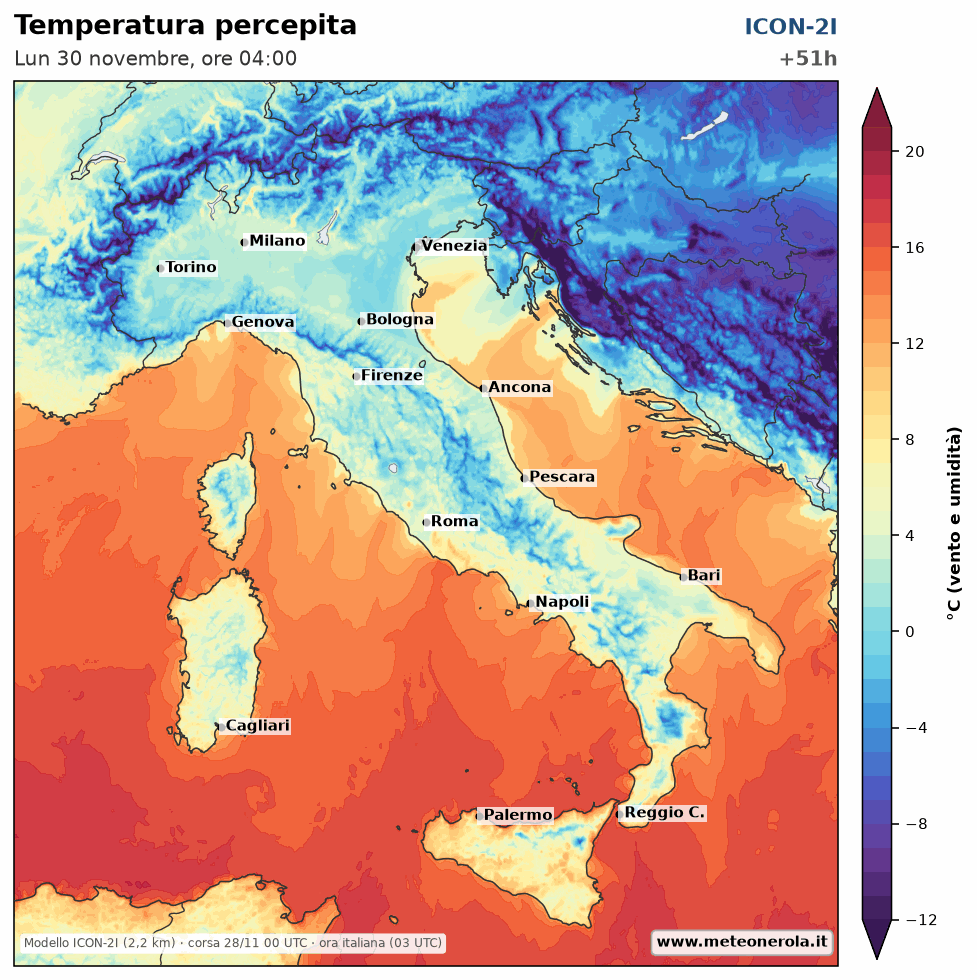 Temperatura percepita
ICON-2I
Lun 30 novembre, ore 04:00
+51h
Milano
Venezia
Torino
Genova
Bologna
Firenze
Ancona
Pescara
Roma
Bari
Napoli
Cagliari
Palermo
Reggio C.
20
16
12
8
4
0
−4
−8
−12
°C (vento e umidità)
Modello ICON-2I (2,2 km) · corsa 28/11 00 UTC · ora italiana (03 UTC)
www.meteonerola.it